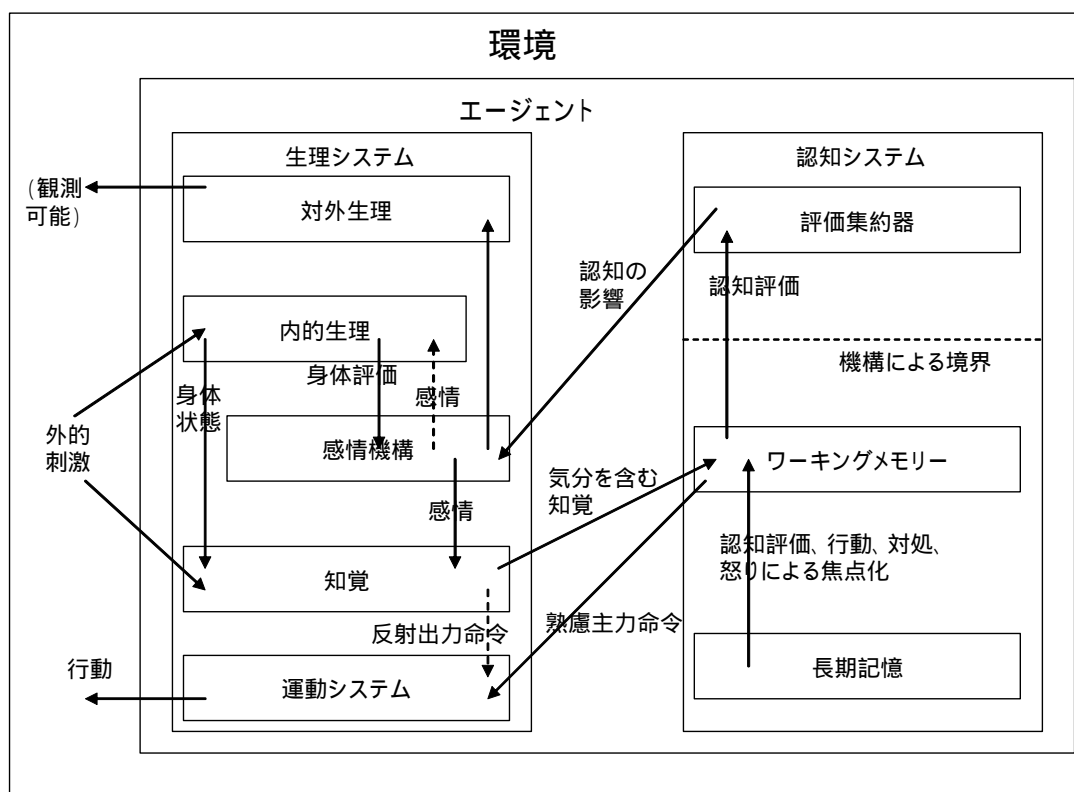 環境
エージェント
生理システム
認知システム
(観測
可能)
対外生理
評価集約器
認知の
影響
認知評価
内的生理
機構による境界
身体評価
身体
状態
感情
外的
刺激
感情機構
ワーキングメモリー
気分を含む
知覚
感情
認知評価、行動、対処、
怒りによる焦点化
知覚
反射出力命令
熟慮主力命令
行動
運動システム
長期記憶